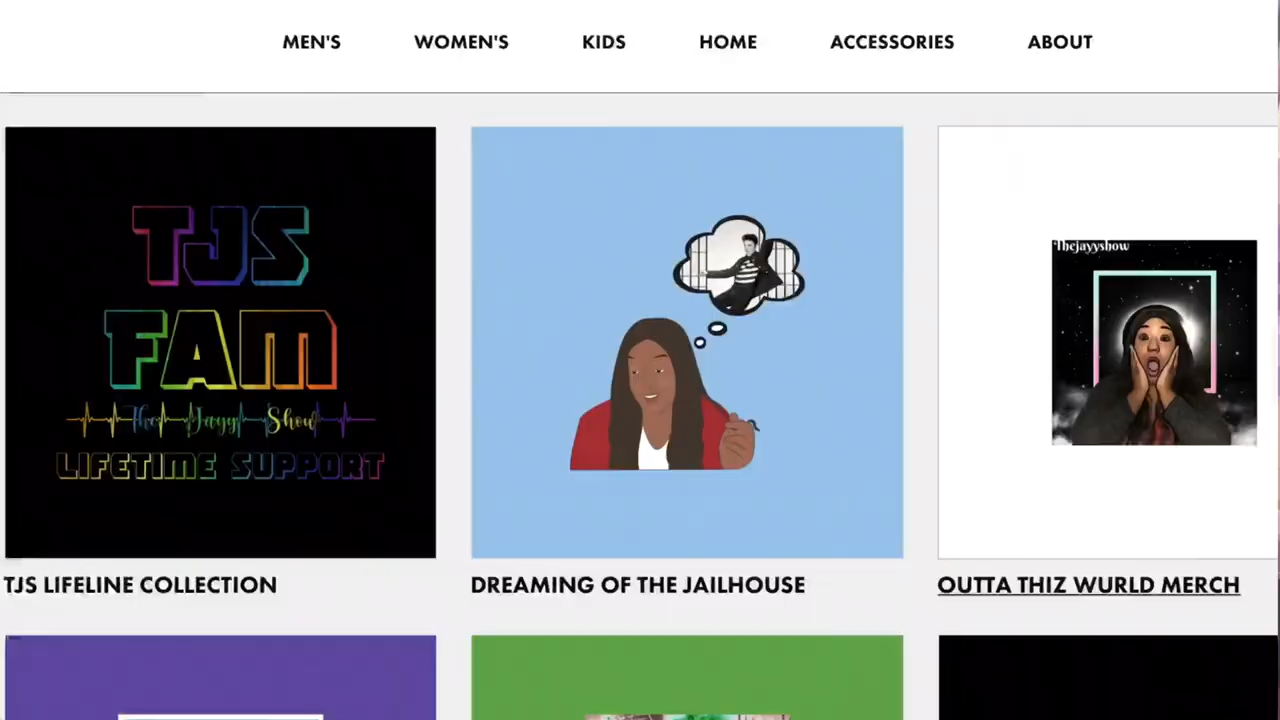 MEN'S WOMEN'S KIDS HOME ACCESSORIES ABOUT
TJS
FAM
The Jayy Show
LIFETIME SUPPORT
Thejayyshow
TJS LIFELINE COLLECTION
DREAMING OF THE JAILHOUSE
OUTTA THIZ WURLD MERCH